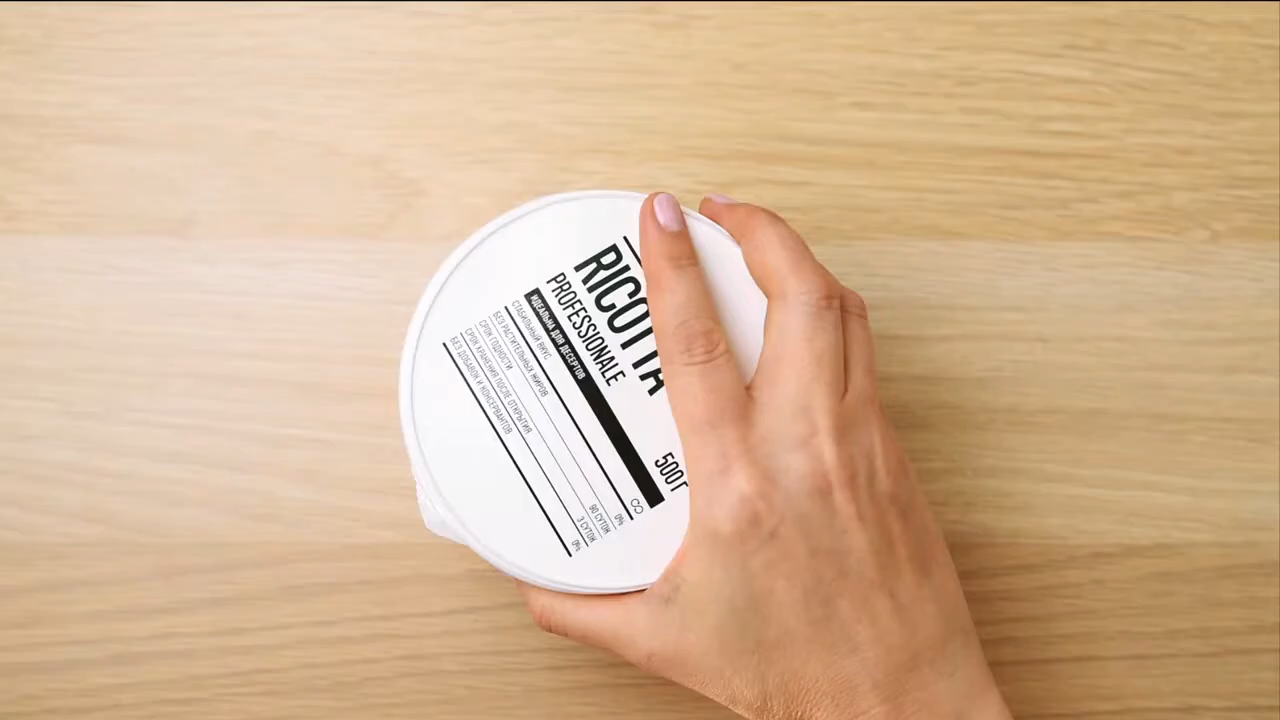 RICOTTA
PROFESSIONALE
500 Г
ИДЕАЛЬНА ДЛЯ ДЕСЕРТОВ
СТАБИЛЬНЫЙ ВКУС ∞
БЕЗ РАСТИТЕЛЬНЫХ ЖИРОВ 0%
СРОК ГОДНОСТИ 90 СУТОК
СРОК ХРАНЕНИЯ ПОСЛЕ ОТКРЫТИЯ 3 СУТОК
БЕЗ ДОБАВОК И КОНСЕРВАНТОВ 0%